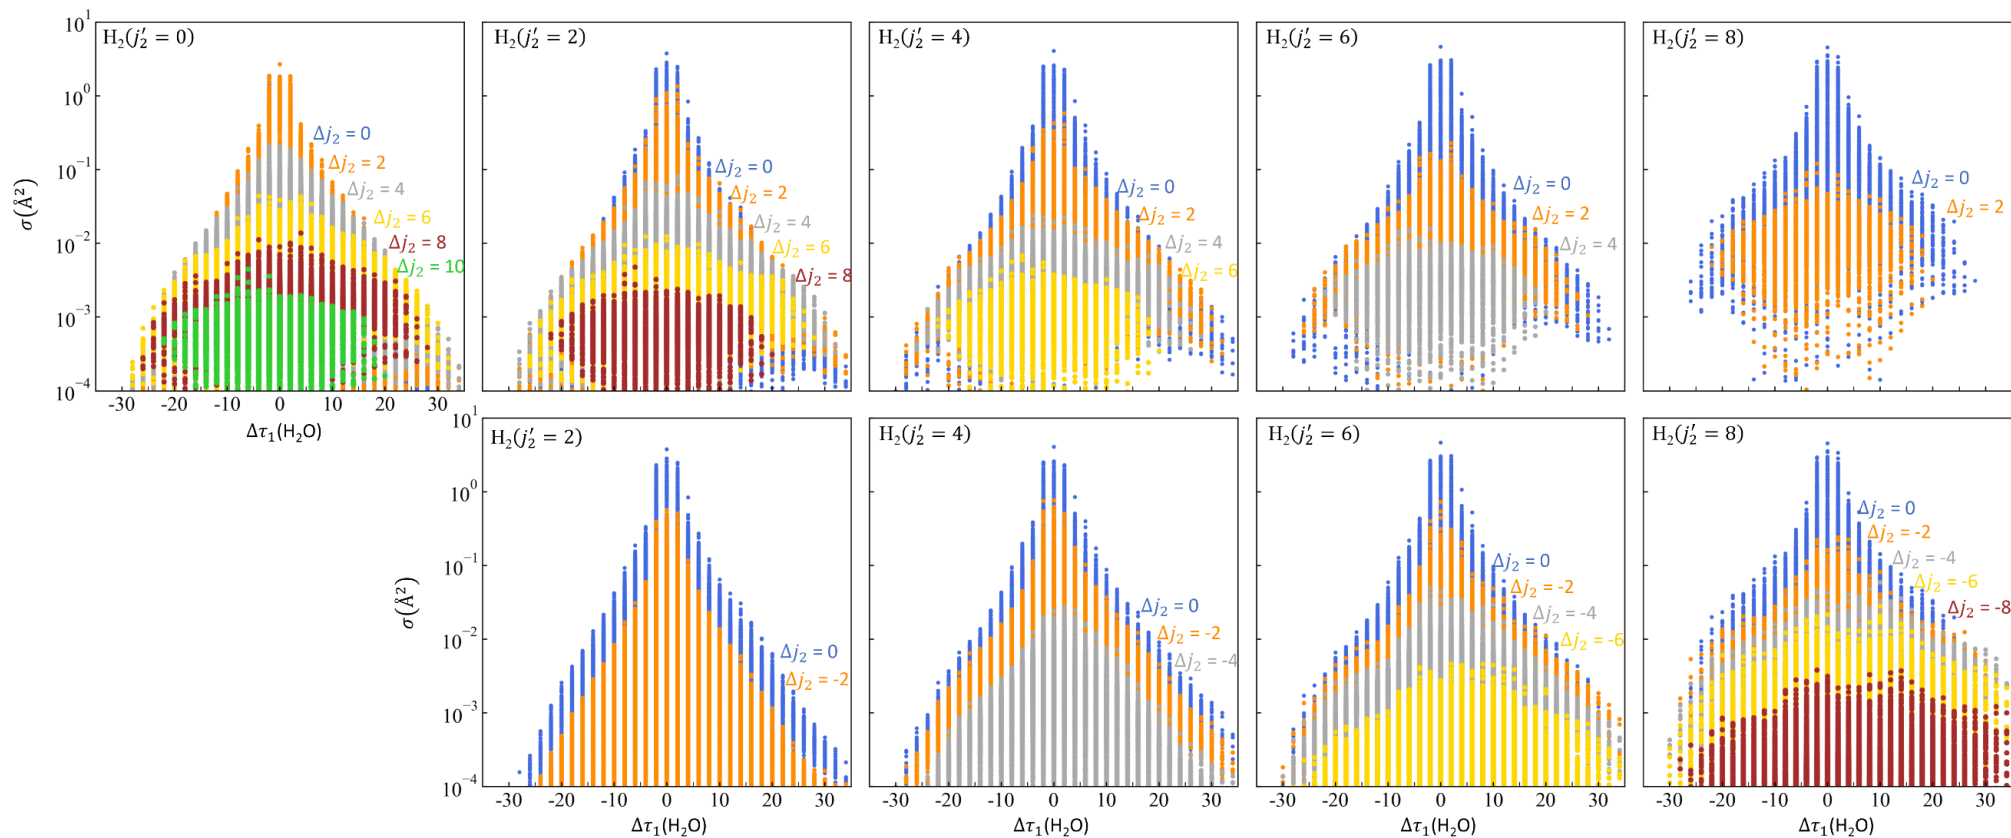 H₂(j₂′ = 0)
H₂(j₂′ = 2)
H₂(j₂′ = 4)
H₂(j₂′ = 6)
H₂(j₂′ = 8)
10¹
10⁰
10⁻¹
10⁻²
10⁻³
10⁻⁴
σ(Å²)
Δj₂ = 0
Δj₂ = 2
Δj₂ = 4
Δj₂ = 6
Δj₂ = 8
Δj₂ = 10
Δj₂ = 0
Δj₂ = 2
Δj₂ = 4
Δj₂ = 6
Δj₂ = 8
Δj₂ = 0
Δj₂ = 2
Δj₂ = 4
Δj₂ = 6
Δj₂ = 0
Δj₂ = 2
Δj₂ = 4
Δj₂ = 0
Δj₂ = 2
-30 -20 -10 0 10 20 30
Δτ₁(H₂O)
H₂(j₂′ = 2)
H₂(j₂′ = 4)
H₂(j₂′ = 6)
H₂(j₂′ = 8)
10¹
10⁰
10⁻¹
10⁻²
10⁻³
10⁻⁴
σ(Å²)
Δj₂ = 0
Δj₂ = -2
Δj₂ = 0
Δj₂ = -2
Δj₂ = -4
Δj₂ = 0
Δj₂ = -2
Δj₂ = -4
Δj₂ = -6
Δj₂ = 0
Δj₂ = -2
Δj₂ = -4
Δj₂ = -6
Δj₂ = -8
-30 -20 -10 0 10 20 30
-30 -20 -10 0 10 20 30
-30 -20 -10 0 10 20 30
-30 -20 -10 0 10 20 30
Δτ₁(H₂O)
Δτ₁(H₂O)
Δτ₁(H₂O)
Δτ₁(H₂O)